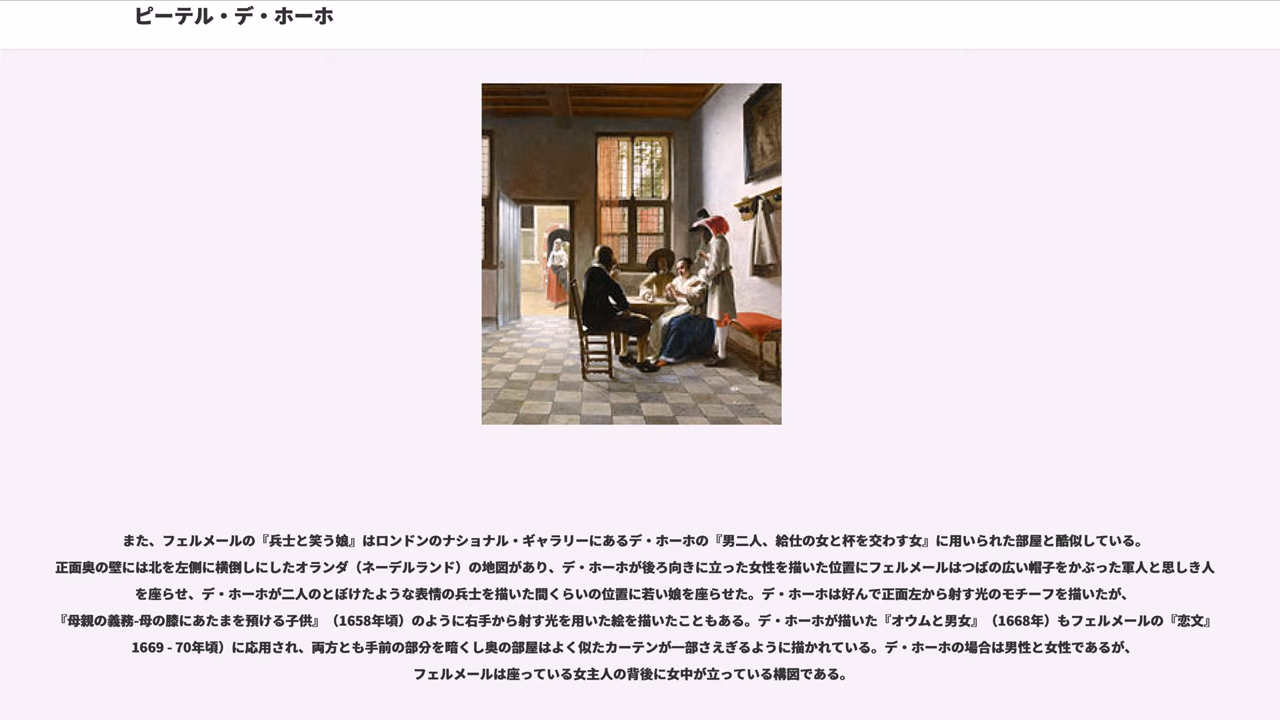 ピーテル・デ・ホーホ
また、フェルメールの『兵士と笑う娘』はロンドンのナショナル・ギャラリーにあるデ・ホーホの『男二人、給仕の女と杯を交わす女』に用いられた部屋と酷似している。
正面奥の壁には北を左側に横倒しにしたオランダ（ネーデルランド）の地図があり、デ・ホーホが後ろ向きに立った女性を描いた位置にフェルメールはつばの広い帽子をかぶった軍人と思しき人
を座らせ、デ・ホーホが二人のとぼけたような表情の兵士を描いた間くらいの位置に若い娘を座らせた。デ・ホーホは好んで正面左から射す光のモチーフを描いたが、
『母親の義務-母の膝にあたまを預ける子供』（1658年頃）のように右手から射す光を用いた絵を描いたこともある。デ・ホーホが描いた『オウムと男女』（1668年）もフェルメールの『恋文』
1669 - 70年頃）に応用され、両方とも手前の部分を暗くし奥の部屋はよく似たカーテンが一部さえぎるように描かれている。デ・ホーホの場合は男性と女性であるが、
フェルメールは座っている女主人の背後に女中が立っている構図である。